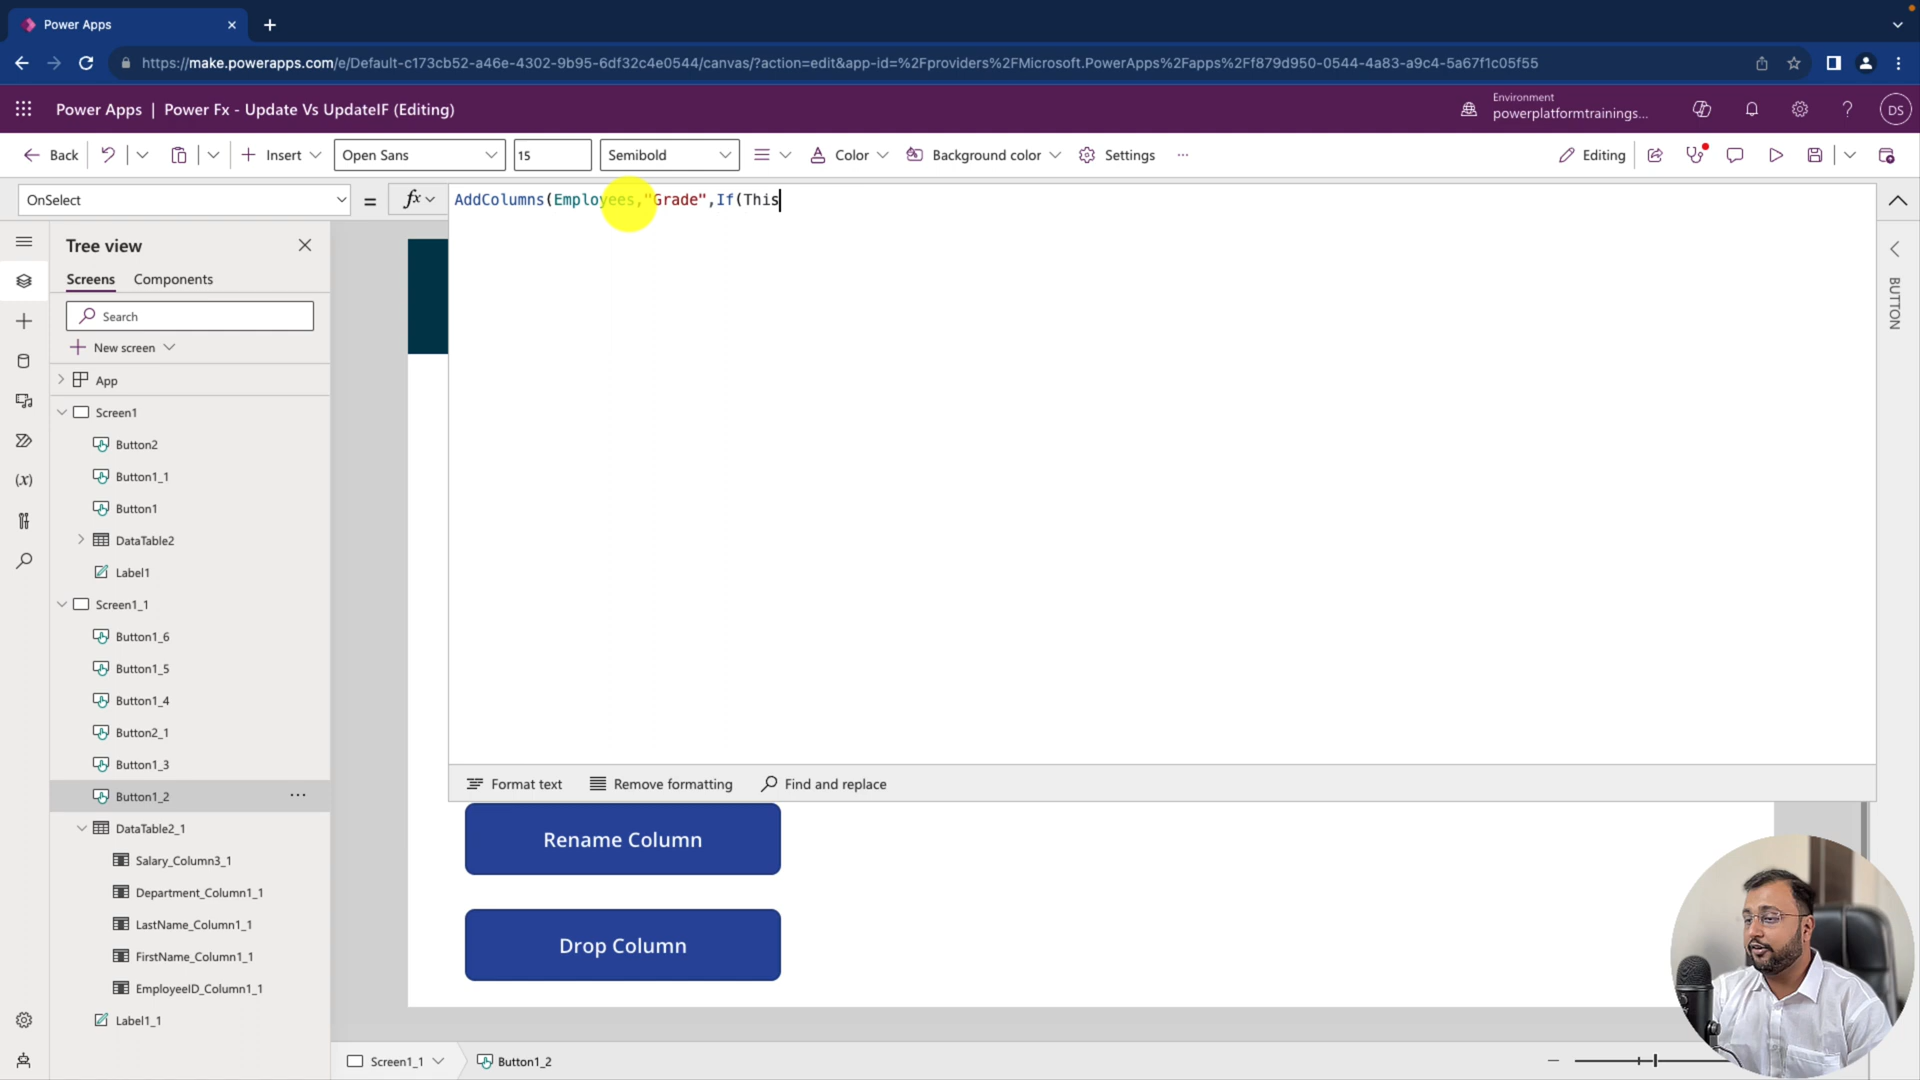 Power Apps
https://make.powerapps.com/e/Default-c173cb52-a46e-4302-9b95-6df32c4e0544/canvas/?action=edit&app-id=%2Fproviders%2FMicrosoft.PowerApps%2Fapps%2Ff879d950-0544-4a83-a9c4-5a67f1c05f55
Power Apps | Power Fx - Update Vs UpdateIF (Editing)
Environment
powerplatformtrainings...
DS
Back
Insert
Open Sans
15
Semibold
Color
Background color
Settings
Editing
OnSelect
=
fx
AddColumns(Employees,"Grade",If(This
Tree view
Screens
Components
Search
New screen
App
Screen1
Button2
Button1_1
Button1
DataTable2
Label1
Screen1_1
Button1_6
Button1_5
Button1_4
Button2_1
Button1_3
Button1_2
DataTable2_1
Salary_Column3_1
Department_Column1_1
LastName_Column1_1
FirstName_Column1_1
EmployeeID_Column1_1
Label1_1
BUTTON
Format text
Remove formatting
Find and replace
Rename Column
Drop Column
Screen1_1
Button1_2